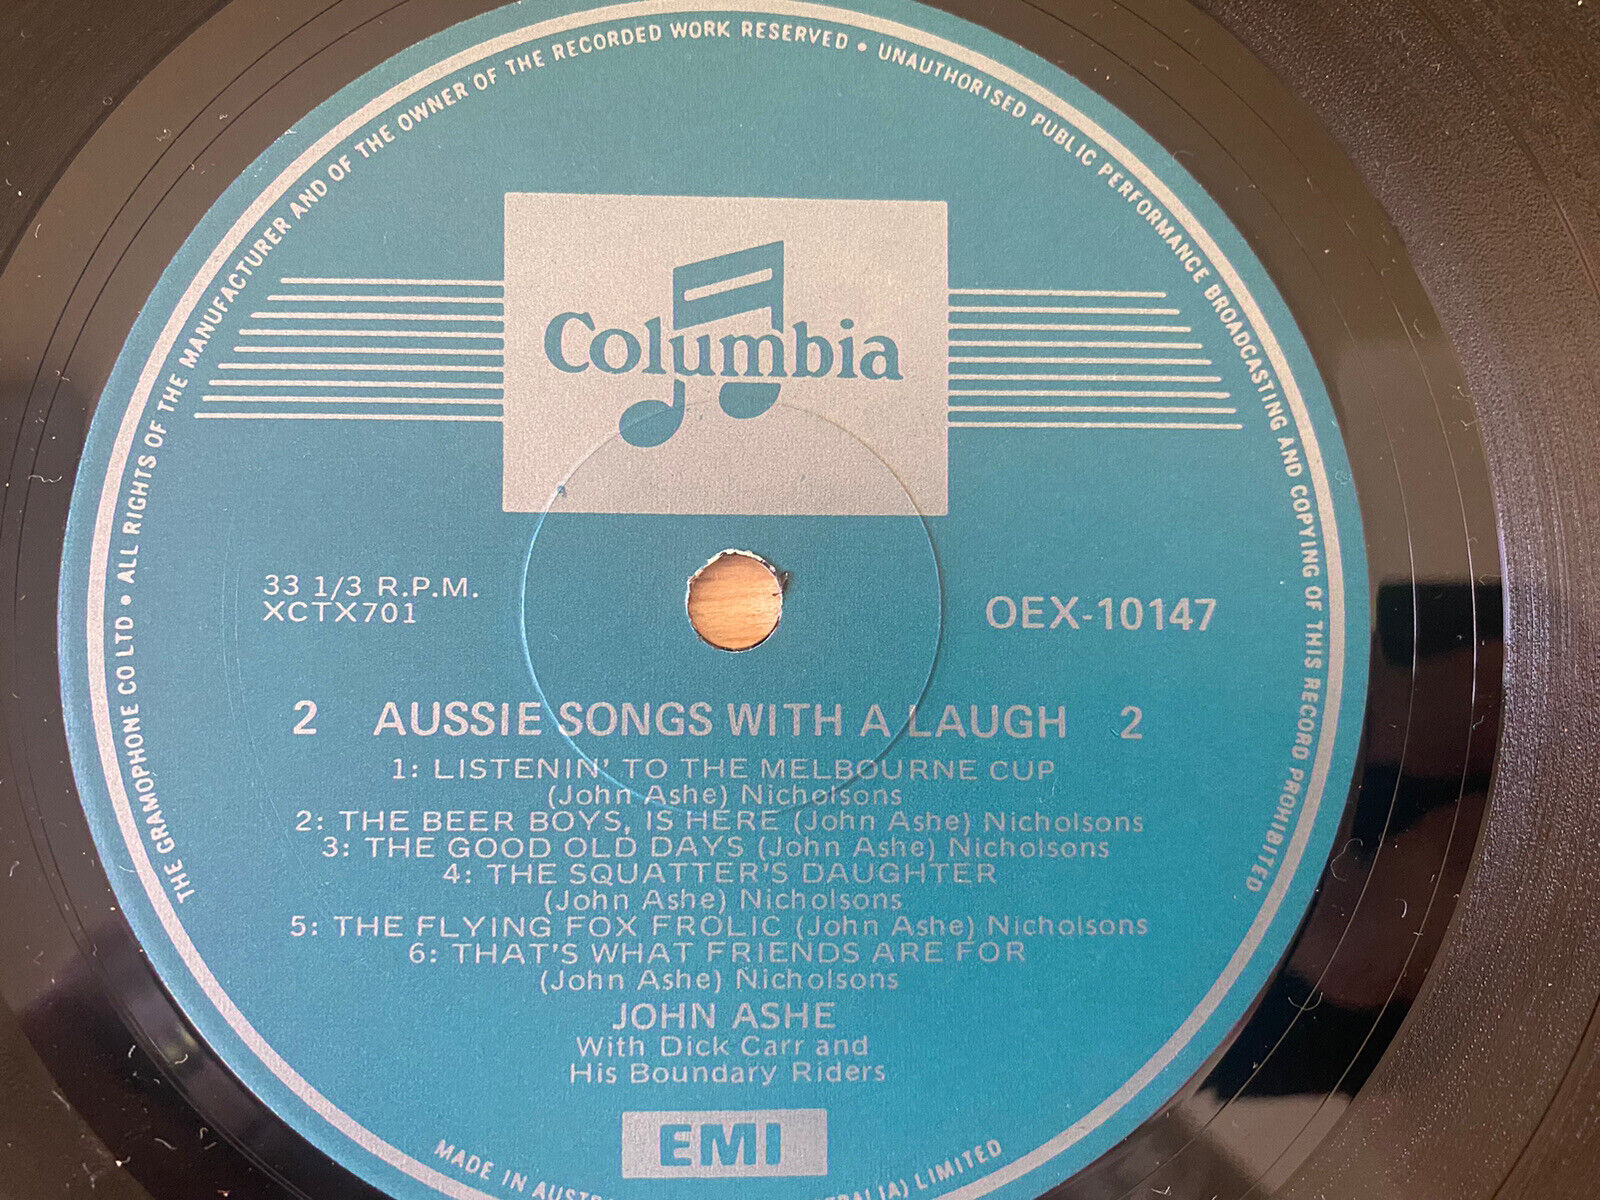 THE GRAMOPHONE CO LTD • ALL RIGHTS OF THE MANUFACTURER AND OF THE OWNER OF THE RECORDED WORK RESERVED • UNAUTHORISED PUBLIC PERFORMANCE BROADCASTING AND COPYING OF THIS RECORD PROHIBITED
Columbia
33 1/3 R.P.M.
XCTX701
OEX-10147
2 AUSSIE SONGS WITH A LAUGH 2
1: LISTENIN' TO THE MELBOURNE CUP
(John Ashe) Nicholsons
2: THE BEER BOYS, IS HERE (John Ashe) Nicholsons
3: THE GOOD OLD DAYS (John Ashe) Nicholsons
4: THE SQUATTER'S DAUGHTER
(John Ashe) Nicholsons
5: THE FLYING FOX FROLIC (John Ashe) Nicholsons
6: THAT'S WHAT FRIENDS ARE FOR
(John Ashe) Nicholsons
JOHN ASHE
With Dick Carr and
His Boundary Riders
EMI
MADE IN LIMITED